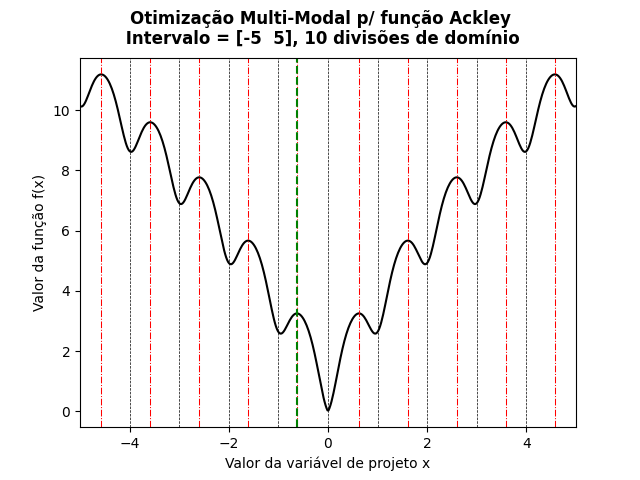 Otimização Multi-Modal p/ função Ackley
Intervalo = [-5  5], 10 divisões de domínio
10
8
6
4
2
0
Valor da função f(x)
−4 −2 0 2 4
Valor da variável de projeto x